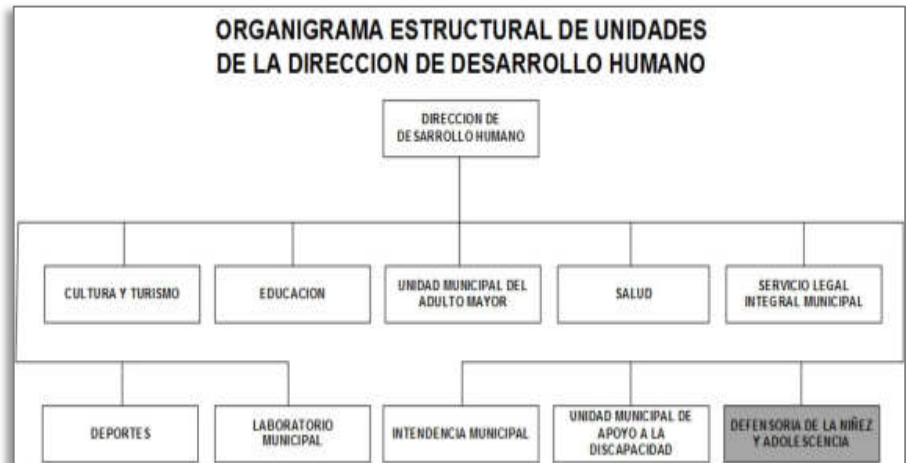 ORGANIGRAMA ESTRUCTURAL DE UNIDADES
DE LA DIRECCION DE DESARROLLO HUMANO
DIRECCION DE
DESARROLLO HUMANO
CULTURA Y TURISMO
EDUCACION
UNIDAD MUNICIPAL DEL
ADULTO MAYOR
SALUD
SERVICIO LEGAL
INTEGRAL MUNICIPAL
DEPORTES
LABORATORIO
MUNICIPAL
INTENDENCIA MUNICIPAL
UNIDAD MUNICIPAL DE
APOYO A LA
DISCAPACIDAD
DEFENSORIA DE LA NIÑEZ
Y ADOLESCENCIA